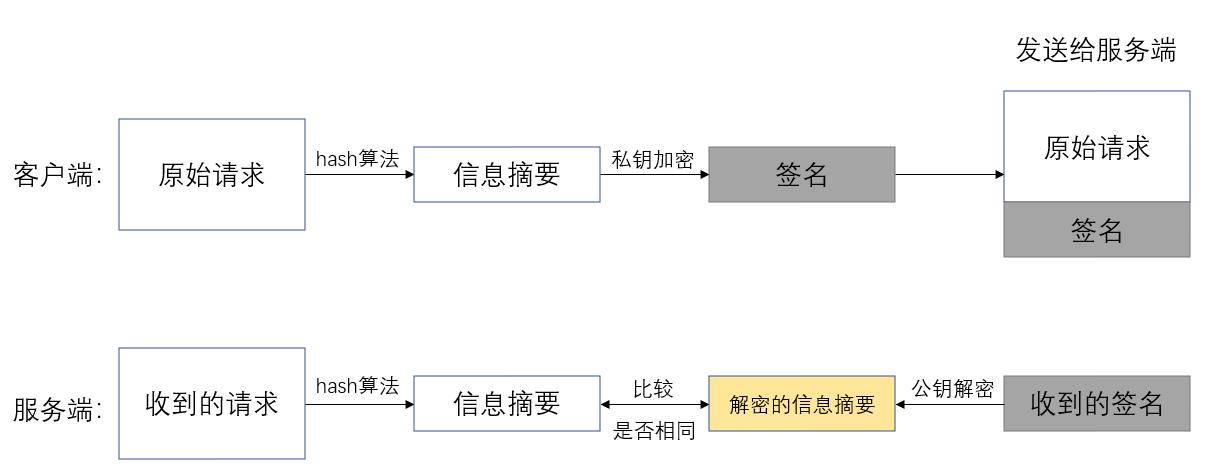 发送给服务端
客户端：
原始请求
hash算法
信息摘要
私钥加密
签名
原始请求
签名
服务端：
收到的请求
hash算法
信息摘要
比较
是否相同
解密的信息摘要
公钥解密
收到的签名